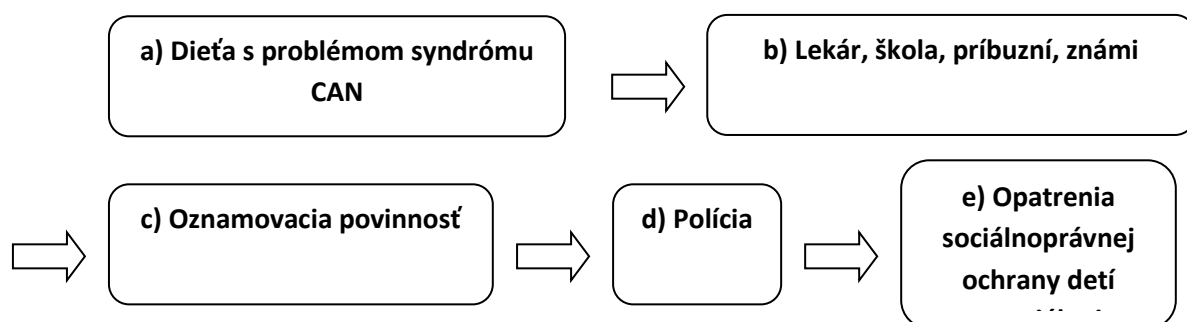 a) Dieťa s problémom syndrómu
CAN
b) Lekár, škola, príbuzní, známi
c) Oznamovacia povinnosť
d) Polícia
e) Opatrenia
sociálnoprávnej
ochrany detí